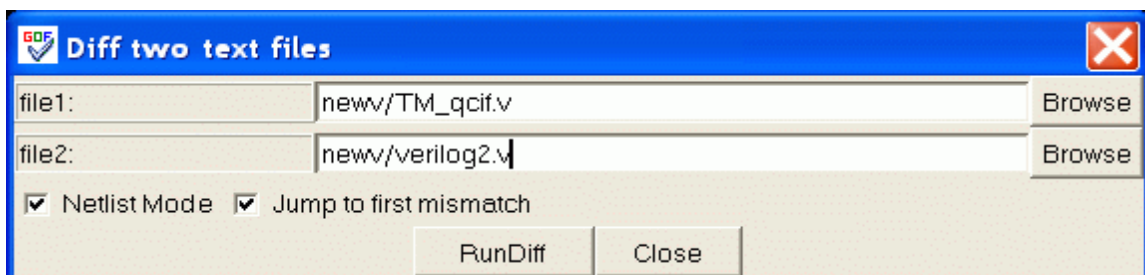 GOF Diff two text files
file1: newv/TM_qcif.v Browse
file2: newv/verilog2.v Browse
Netlist Mode Jump to first mismatch
RunDiff Close